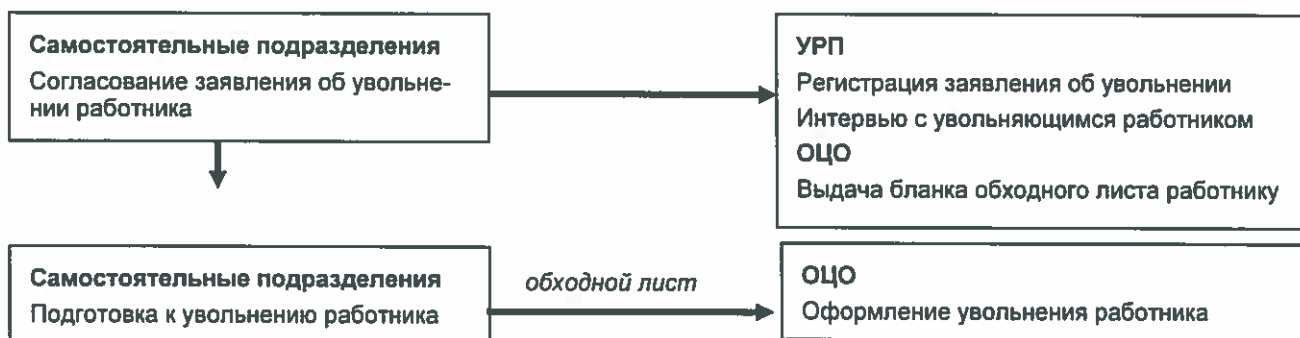 Самостоятельные подразделения
Согласование заявления об увольне-
нии работника
УРП
Регистрация заявления об увольнении
Интервью с увольняющимся работником
ОЦО
Выдача бланка обходного листа работнику
Самостоятельные подразделения
Подготовка к увольнению работника
обходной лист
ОЦО
Оформление увольнения работника